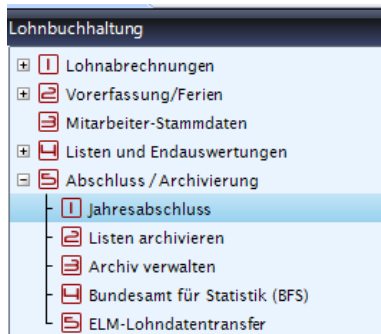 Lohnbuchhaltung
1 Lohnabrechnungen
2 Vorerfassung/Ferien
3 Mitarbeiter-Stammdaten
4 Listen und Endauswertungen
5 Abschluss / Archivierung
1 Jahresabschluss
2 Listen archivieren
3 Archiv verwalten
4 Bundesamt für Statistik (BFS)
5 ELM-Lohndatentransfer